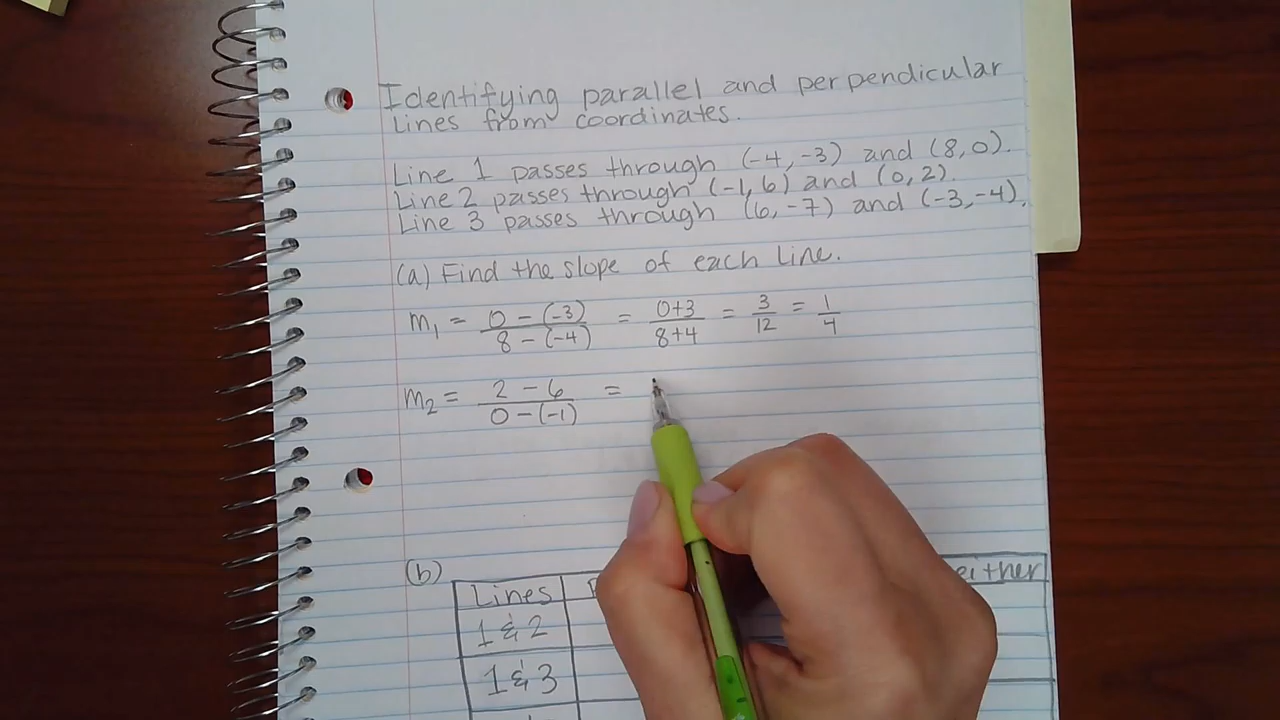 Identifying parallel and perpendicular
lines from coordinates.
Line 1 passes through (-4,-3) and (8,0).
Line 2 passes through (-1,6) and (0,2).
Line 3 passes through (6,-7) and (-3,-4).
(a) Find the slope of each line.
m₁ = 0-(-3)/8-(-4) = 0+3/8+4 = 3/12 = 1/4
m₂ = 2-6/0-(-1) =
(b)
Lines
1 & 2
1 & 3